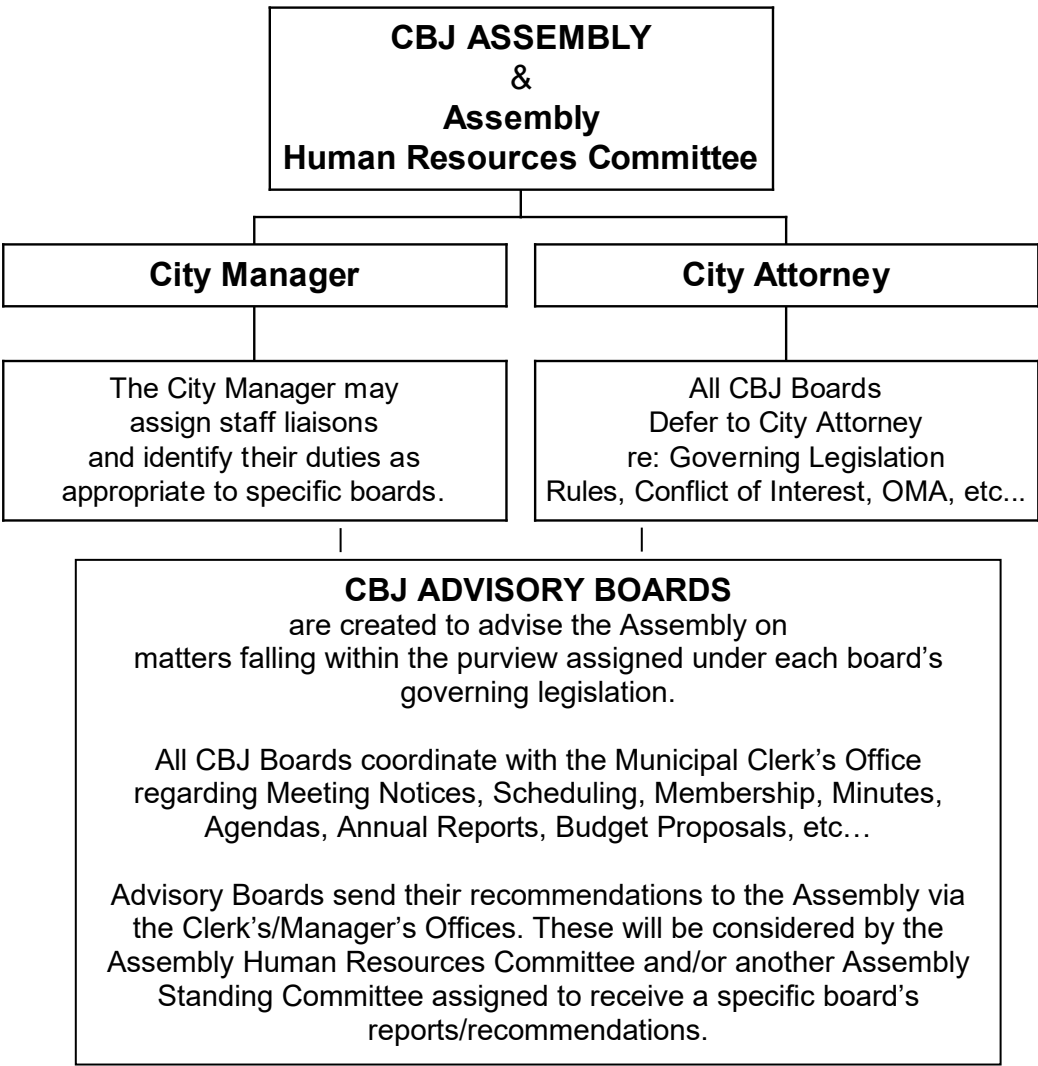 CBJ ASSEMBLY
&
Assembly
Human Resources Committee
City Manager
City Attorney
The City Manager may
assign staff liaisons
and identify their duties as
appropriate to specific boards.
All CBJ Boards
Defer to City Attorney
re: Governing Legislation
Rules, Conflict of Interest, OMA, etc...
CBJ ADVISORY BOARDS
are created to advise the Assembly on
matters falling within the purview assigned under each board’s
governing legislation.
All CBJ Boards coordinate with the Municipal Clerk’s Office
regarding Meeting Notices, Scheduling, Membership, Minutes,
Agendas, Annual Reports, Budget Proposals, etc…
Advisory Boards send their recommendations to the Assembly via
the Clerk’s/Manager’s Offices. These will be considered by the
Assembly Human Resources Committee and/or another Assembly
Standing Committee assigned to receive a specific board’s
reports/recommendations.